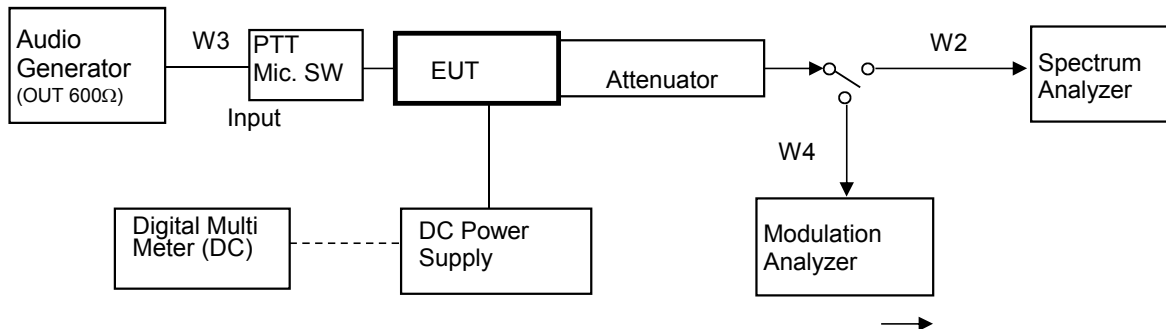 Audio
Generator
(OUT 600Ω)
W3
PTT
Mic. SW
Input
EUT
Attenuator
W2
Spectrum
Analyzer
W4
Digital Multi
Meter (DC)
DC Power
Supply
Modulation
Analyzer